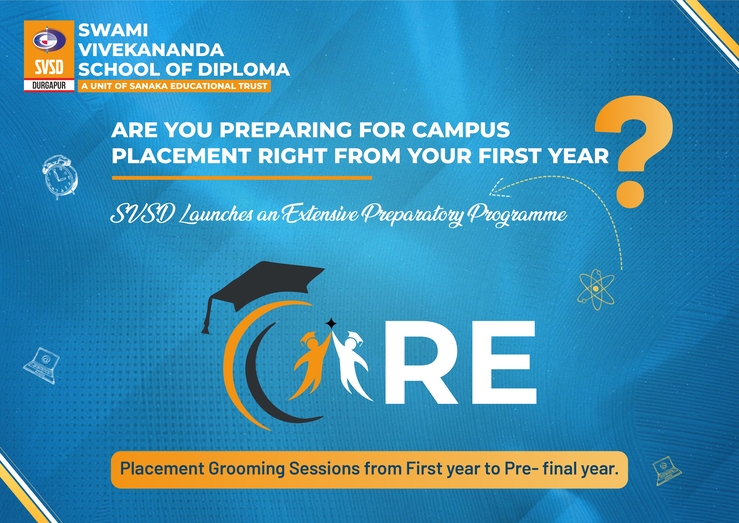 SWAMI
VIVEKANANDA
SCHOOL OF DIPLOMA
A UNIT OF SANAKA EDUCATIONAL TRUST
SVSD
DURGAPUR
ARE YOU PREPARING FOR CAMPUS
PLACEMENT RIGHT FROM YOUR FIRST YEAR ?
SVSD Launches an Extensive Preparatory Programme
CARE
Placement Grooming Sessions from First year to Pre- final year.